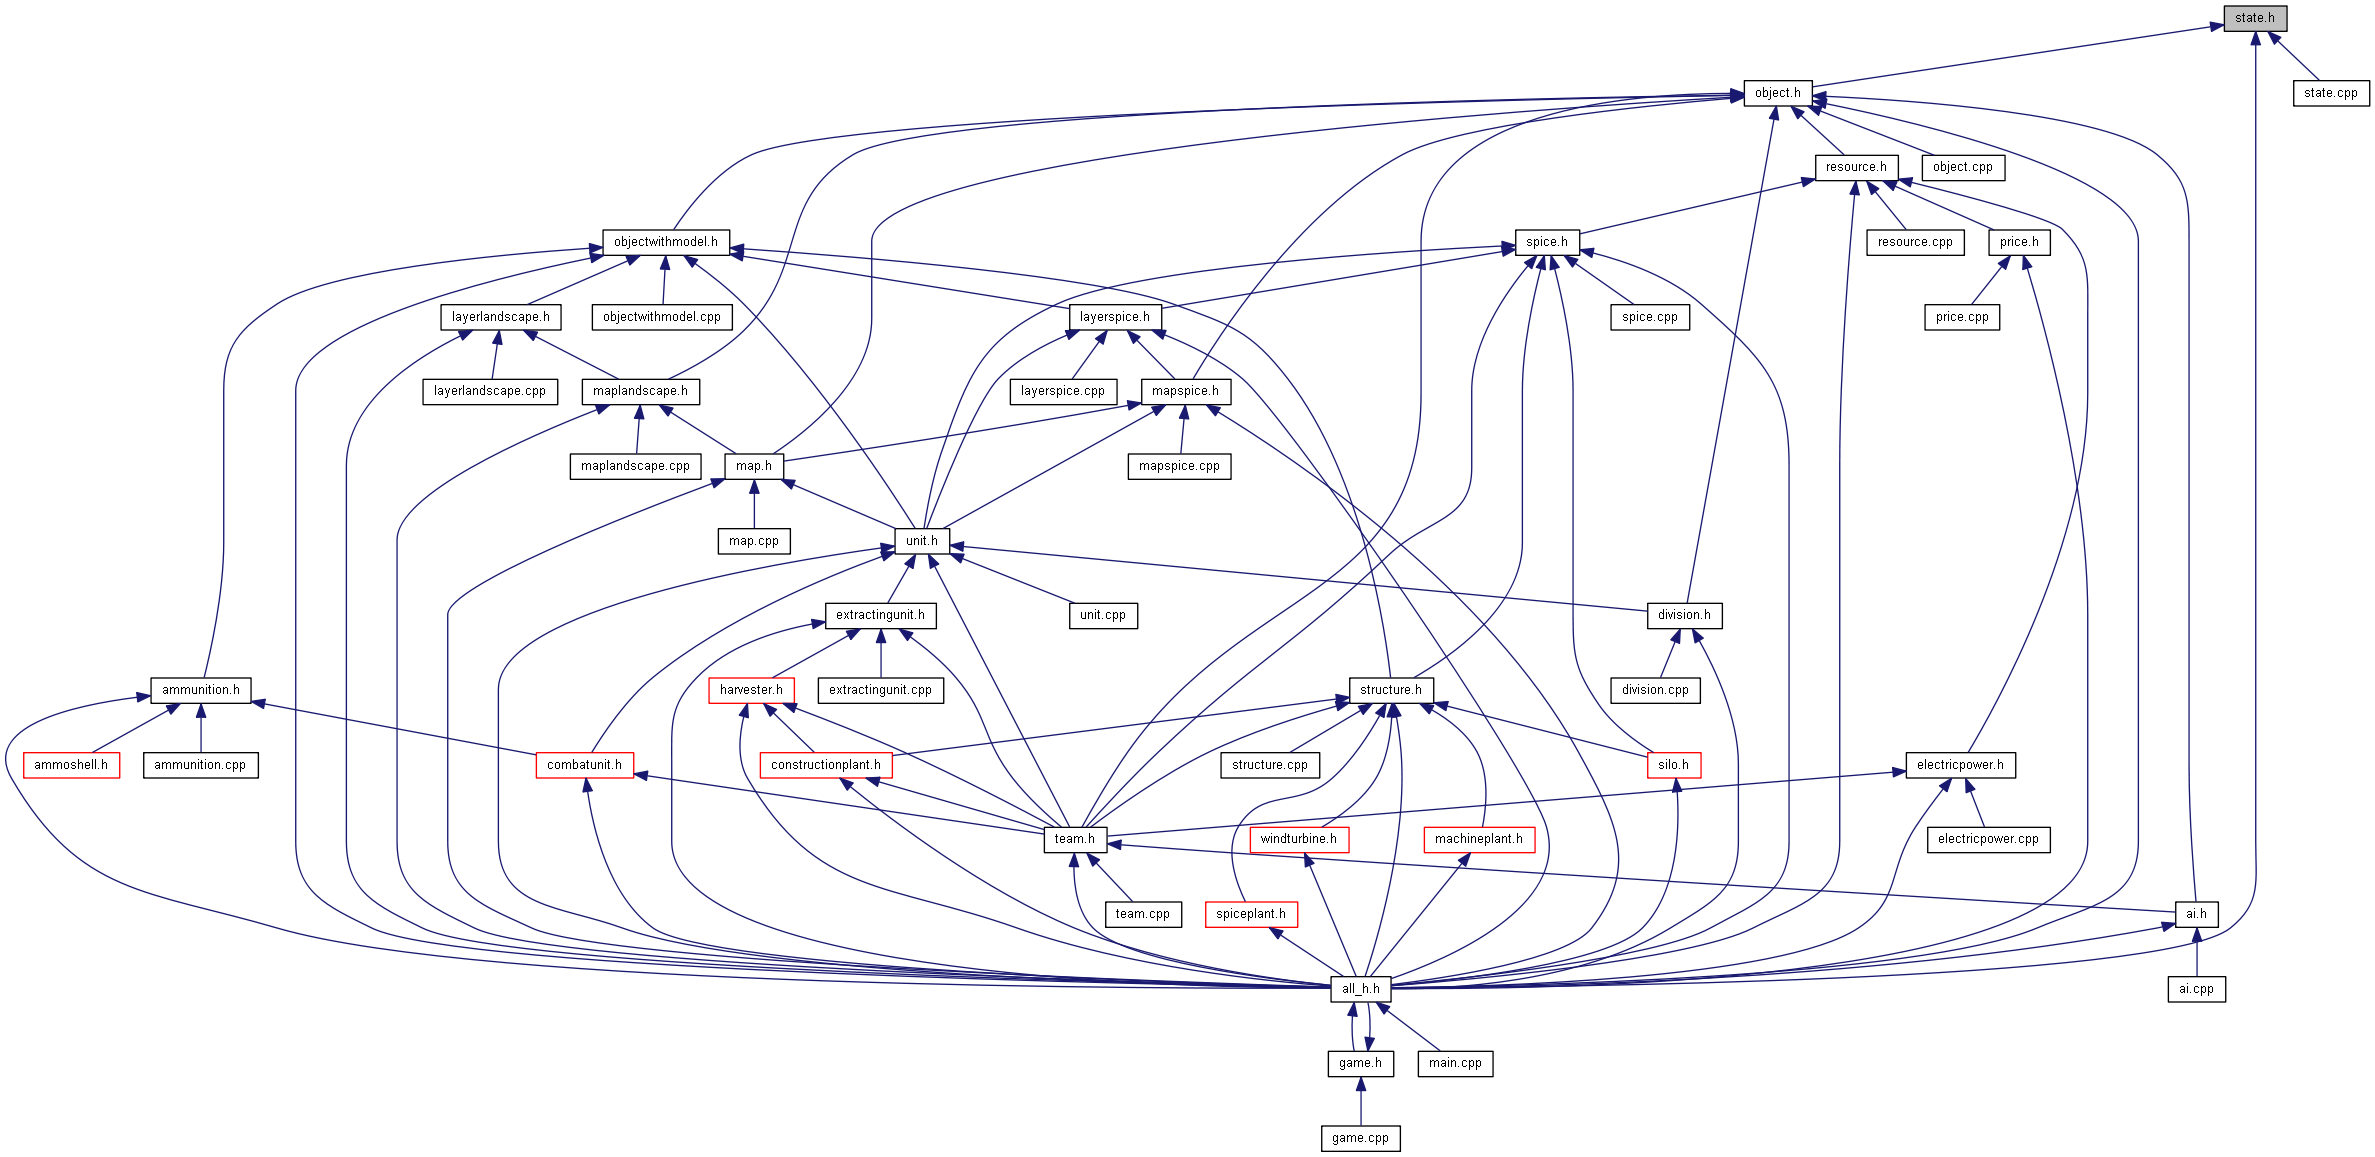 state.h
object.h
state.cpp
resource.h
object.cpp
objectwithmodel.h
spice.h
resource.cpp
price.h
layerlandscape.h
objectwithmodel.cpp
layerspice.h
spice.cpp
price.cpp
layerlandscape.cpp
maplandscape.h
layerspice.cpp
mapspice.h
maplandscape.cpp
map.h
mapspice.cpp
map.cpp
unit.h
extractingunit.h
unit.cpp
division.h
ammunition.h
harvester.h
extractingunit.cpp
structure.h
division.cpp
ammoshell.h
ammunition.cpp
combatunit.h
constructionplant.h
structure.cpp
silo.h
electricpower.h
team.h
windturbine.h
machineplant.h
electricpower.cpp
team.cpp
spiceplant.h
ai.h
all_h.h
ai.cpp
game.h
main.cpp
game.cpp